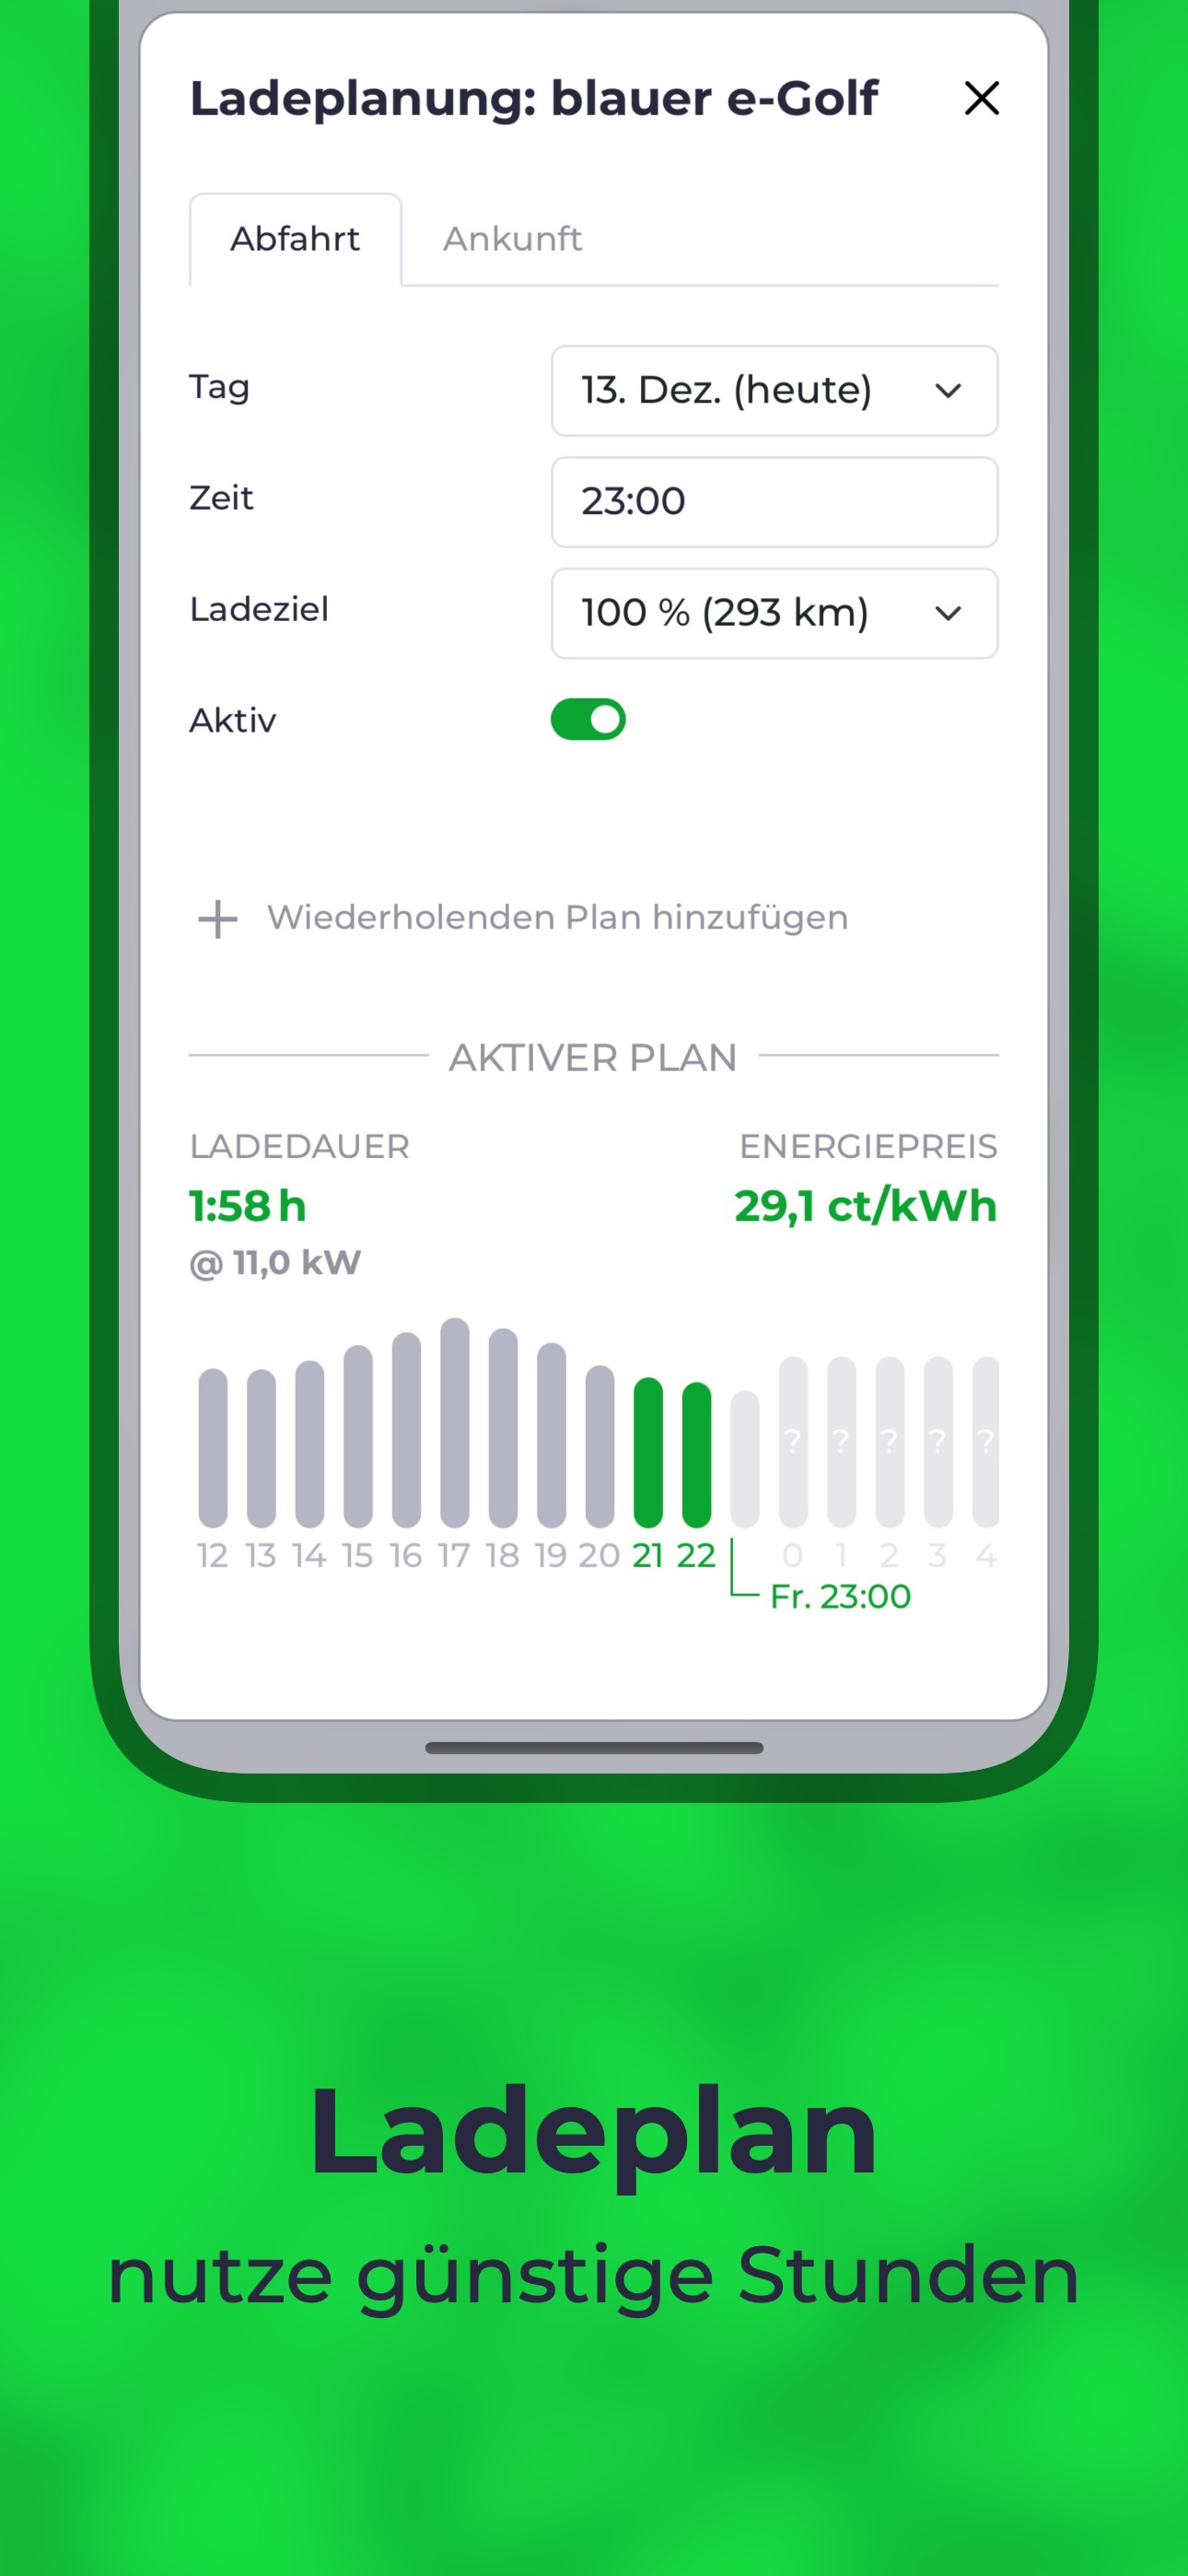 Ladeplanung: blauer e-Golf
Abfahrt Ankunft
Tag 13. Dez. (heute)
Zeit 23:00
Ladeziel 100 % (293 km)
Aktiv
Wiederholenden Plan hinzufügen
AKTIVER PLAN
LADEDAUER ENERGIEPREIS
1:58 h 29,1 ct/kWh
@ 11,0 kW
? ? ? ? ?
12 13 14 15 16 17 18 19 20 21 22 0 1 2 3 4
Fr. 23:00
Ladeplan
nutze günstige Stunden